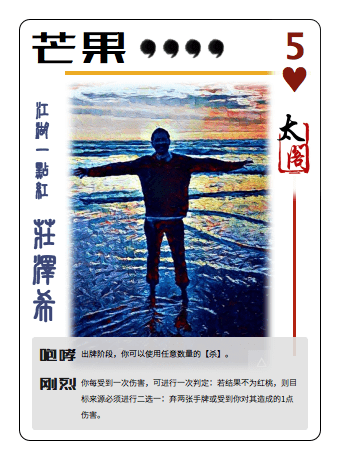 芒果
5
太
阁
江湖一點紅
莊澤希
咆哮 出牌阶段，你可以使用任意数量的【杀】。
刚烈 你每受到一次伤害，可进行一次判定：若结果不为红桃，则目
标来源必须进行二选一：弃两张手牌或受到你对其造成的1点
伤害。